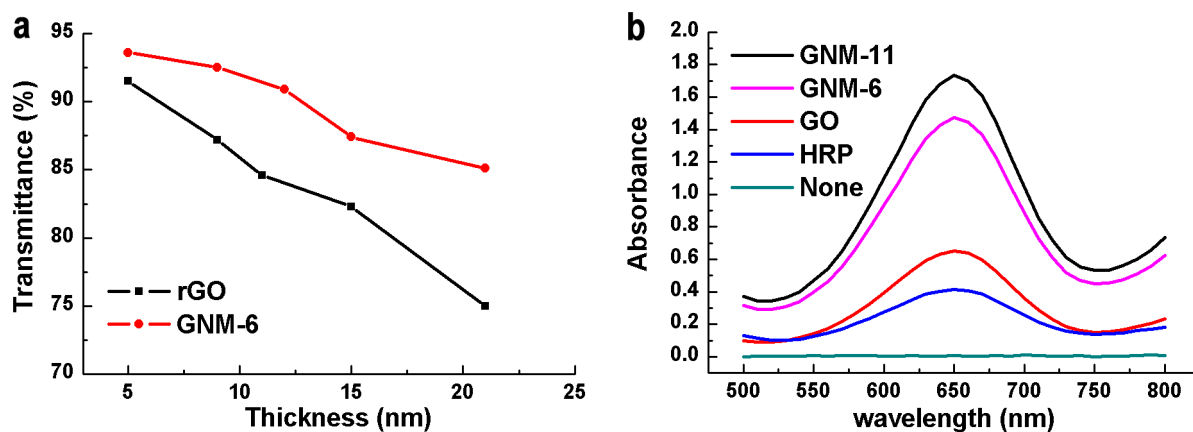 a
Transmittance (%)
95
90
85
80
75
70
rGO
GNM-6
5
10
15
20
25
Thickness (nm)
b
Absorbance
2.0
1.8
1.6
1.4
1.2
1.0
0.8
0.6
0.4
0.2
0.0
GNM-11
GNM-6
GO
HRP
None
500
550
600
650
700
750
800
wavelength (nm)